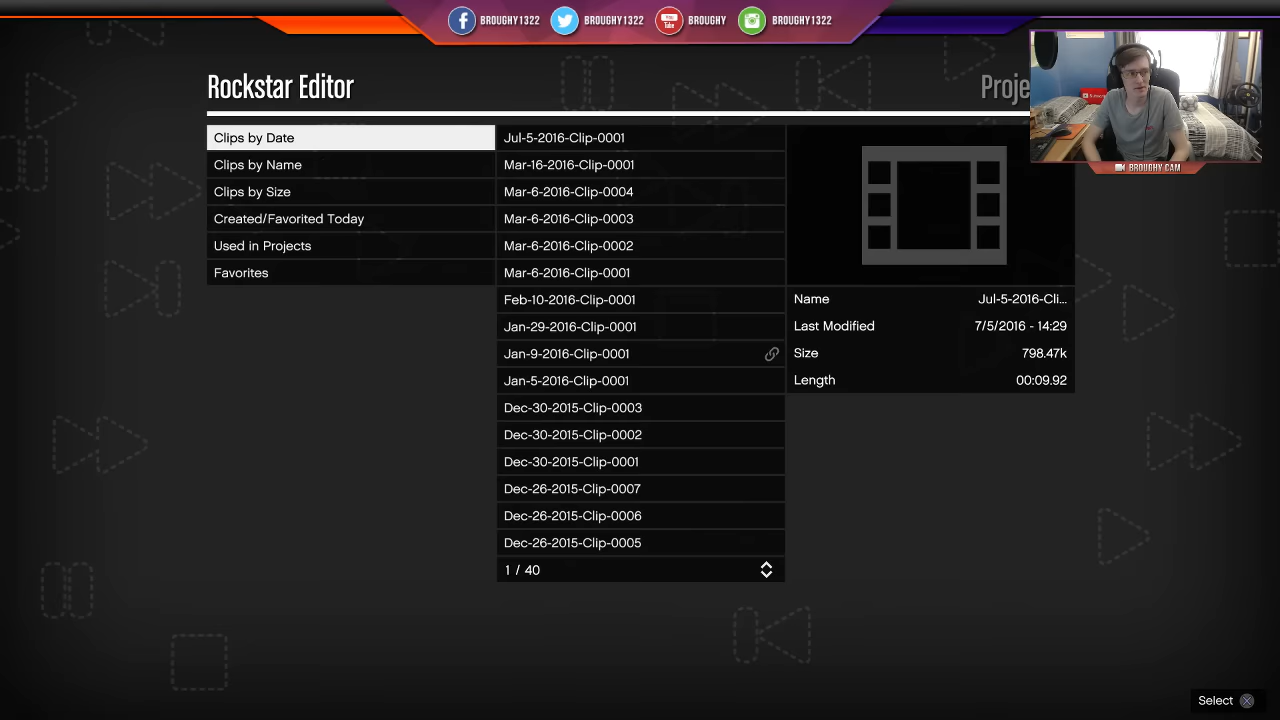 BROUGHY1322
BROUGHY1322
You Tube
BROUGHY
BROUGHY1322
Rockstar Editor
Proje
BROUGHY CAM
Clips by Date
Clips by Name
Clips by Size
Created/Favorited Today
Used in Projects
Favorites
Jul-5-2016-Clip-0001
Mar-16-2016-Clip-0001
Mar-6-2016-Clip-0004
Mar-6-2016-Clip-0003
Mar-6-2016-Clip-0002
Mar-6-2016-Clip-0001
Feb-10-2016-Clip-0001
Jan-29-2016-Clip-0001
Jan-9-2016-Clip-0001
Jan-5-2016-Clip-0001
Dec-30-2015-Clip-0003
Dec-30-2015-Clip-0002
Dec-30-2015-Clip-0001
Dec-26-2015-Clip-0007
Dec-26-2015-Clip-0006
Dec-26-2015-Clip-0005
1 / 40
Name Jul-5-2016-Cli...
Last Modified 7/5/2016 - 14:29
Size 798.47k
Length 00:09.92
Select